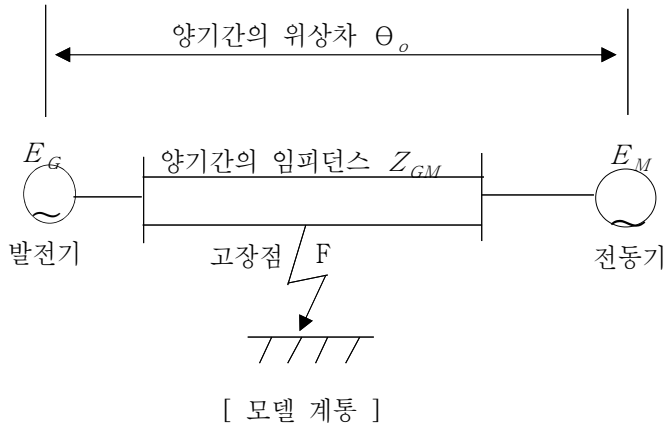 양기간의 위상차 Θo
EG
양기간의 임피던스 ZGM
EM
발전기
고장점 F
전동기
[ 모델 계통 ]